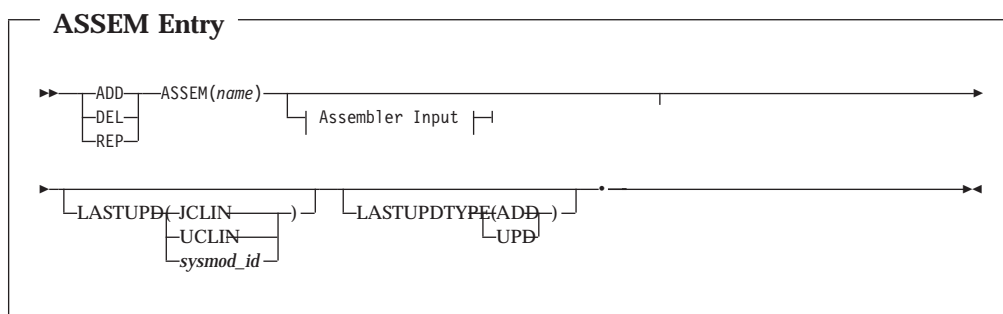 ASSEM Entry
ADD ASSEM(name)
DEL
REP
Assembler Input
LASTUPD( JCLIN ) LASTUPDTYPE(ADD ) .
UCLIN UPD
sysmod_id